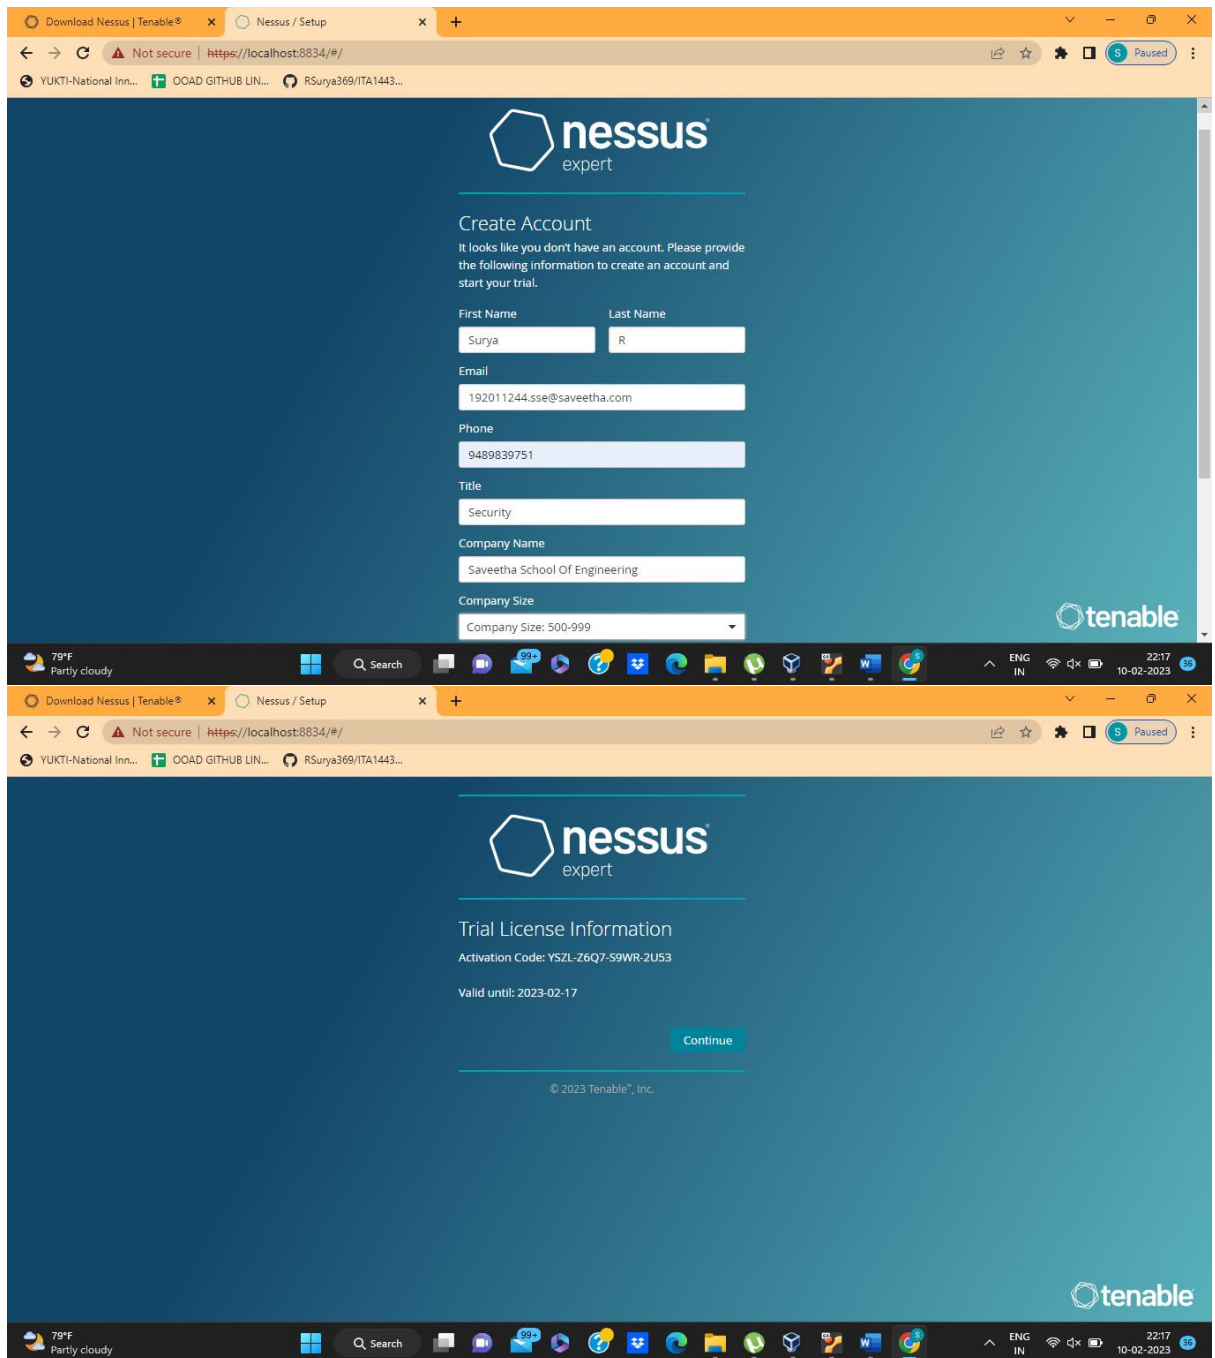 Download Nessus | Tenable® Nessus / Setup
Not secure | https://localhost:8834/#/ S Paused
YUKTI-National Inn... OOAD GITHUB LIN... RSurya369/ITA1443...
nessus
expert
Create Account
It looks like you don't have an account. Please provide
the following information to create an account and
start your trial.
First Name Last Name
Surya R
Email
192011244.sse@saveetha.com
Phone
9489839751
Title
Security
Company Name
Saveetha School Of Engineering
Company Size
Company Size: 500-999
tenable
79°F
Partly cloudy
Search
99+
ENG
IN
22:17
10-02-2023
36
Download Nessus | Tenable® Nessus / Setup
Not secure | https://localhost:8834/#/ S Paused
YUKTI-National Inn... OOAD GITHUB LIN... RSurya369/ITA1443...
nessus
expert
Trial License Information
Activation Code: YSZL-Z6Q7-S9WR-2U53
Valid until: 2023-02-17
Continue
© 2023 Tenable™, Inc.
tenable
79°F
Partly cloudy
Search
99+
ENG
IN
22:17
10-02-2023
36